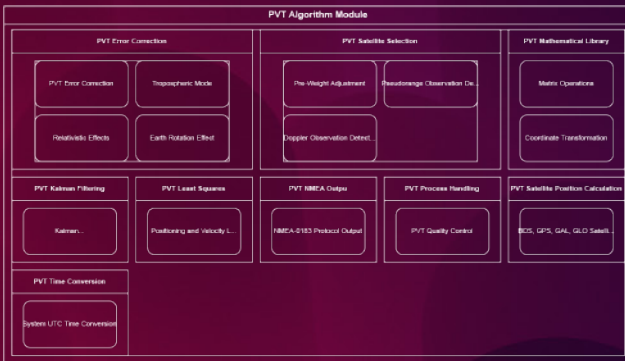 PVT Algorithm Module
PVT Error Correction
PVT Error Correction
Tropospheric Mode
Relativistic Effects
Earth Rotation Effect
PVT Satellite Selection
Pre-Weight Adjustment
Pseudorange Observation De...
Doppler Observation Detect...
PVT Mathematical Library
Matrix Operations
Coordinate Transformation
PVT Kalman Filtering
Kalman...
PVT Least Squares
Positioning and Velocity L...
PVT NMEA Outpu
NMEA-0183 Protocol Output
PVT Process Handling
PVT Quality Control
PVT Satellite Position Calculation
BDS, GPS, GAL, GLO Satell...
PVT Time Conversion
System UTC Time Conversion